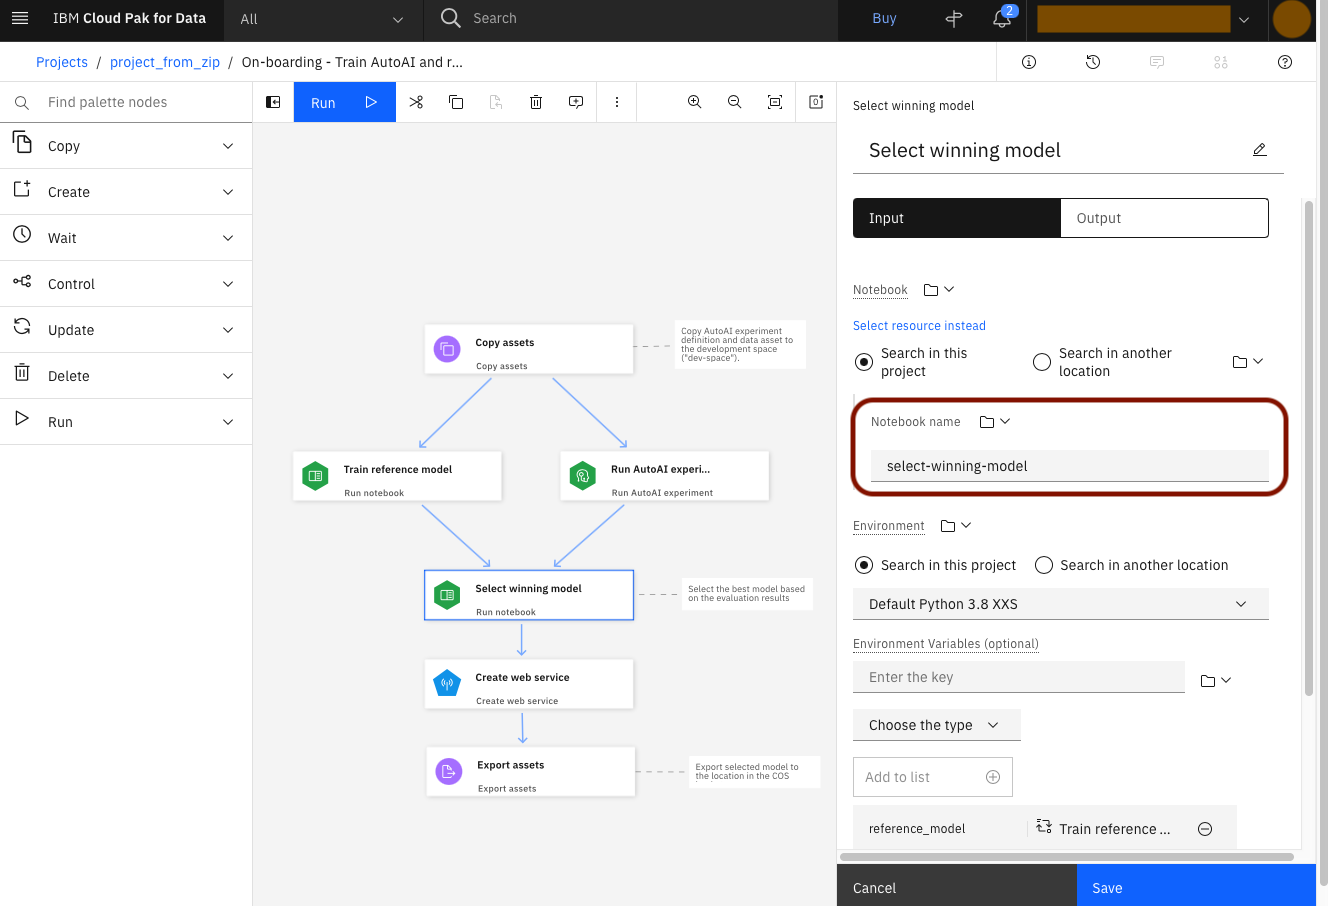 IBM Cloud Pak for Data
All
Search
Buy
2
Projects / project_from_zip / On-boarding - Train AutoAI and r...
Find palette nodes
Run
Copy
Create
Wait
Control
Update
Delete
Run
Copy assets
Copy assets
Copy AutoAI experiment
definition and data asset to
the development space
("dev-space").
Train reference model
Run notebook
Run AutoAI experi...
Run AutoAI experiment
Select winning model
Run notebook
Select the best model based
on the evaluation results
Create web service
Create web service
Export assets
Export assets
Export selected model to
the location in the COS
Select winning model
Select winning model
Input
Output
Notebook
Select resource instead
Search in this
project
Search in another
location
Notebook name
select-winning-model
Environment
Search in this project
Search in another location
Default Python 3.8 XXS
Environment Variables (optional)
Enter the key
Choose the type
Add to list
reference_model
Train reference ...
Cancel
Save